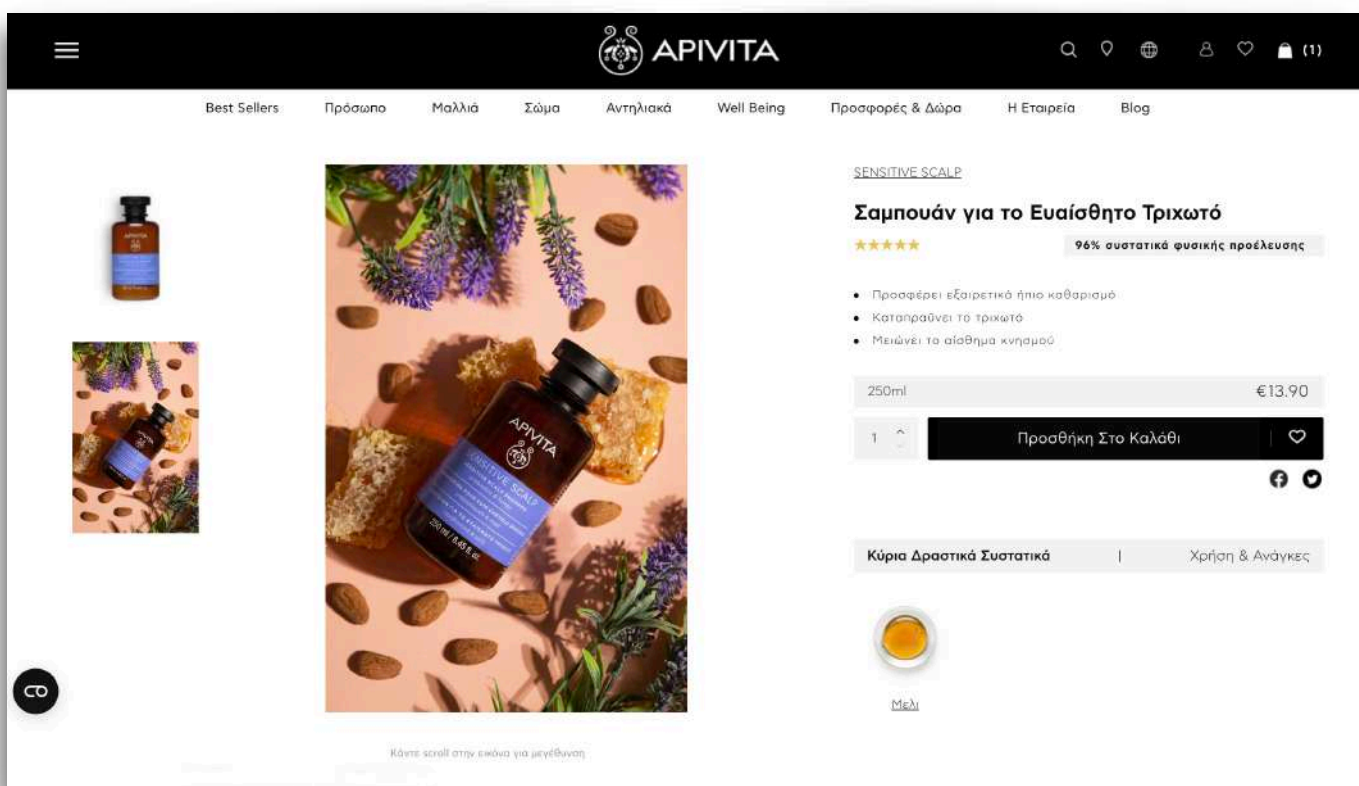 APIVITA
(1)
Best Sellers Πρόσωπο Μαλλιά Σώμα Αντηλιακά Well Being Προσφορές & Δώρα Η Εταιρεία Blog
SENSITIVE SCALP
Σαμπουάν για το Ευαίσθητο Τριχωτό
96% συστατικά φυσικής προέλευσης
Προσφέρει εξαιρετικά ήπιο καθαρισμό
Καταπραΰνει το τριχωτό
Μειώνει το αίσθημα κνησμού
250ml €13.90
1 Προσθήκη Στο Καλάθι
Κύρια Δραστικά Συστατικά | Χρήση & Ανάγκες
Μελι
APIVITA
SENSITIVE SCALP
250 ml / 8.45 fl. oz.
Κάντε scroll στην εικόνα για μεγέθυνση